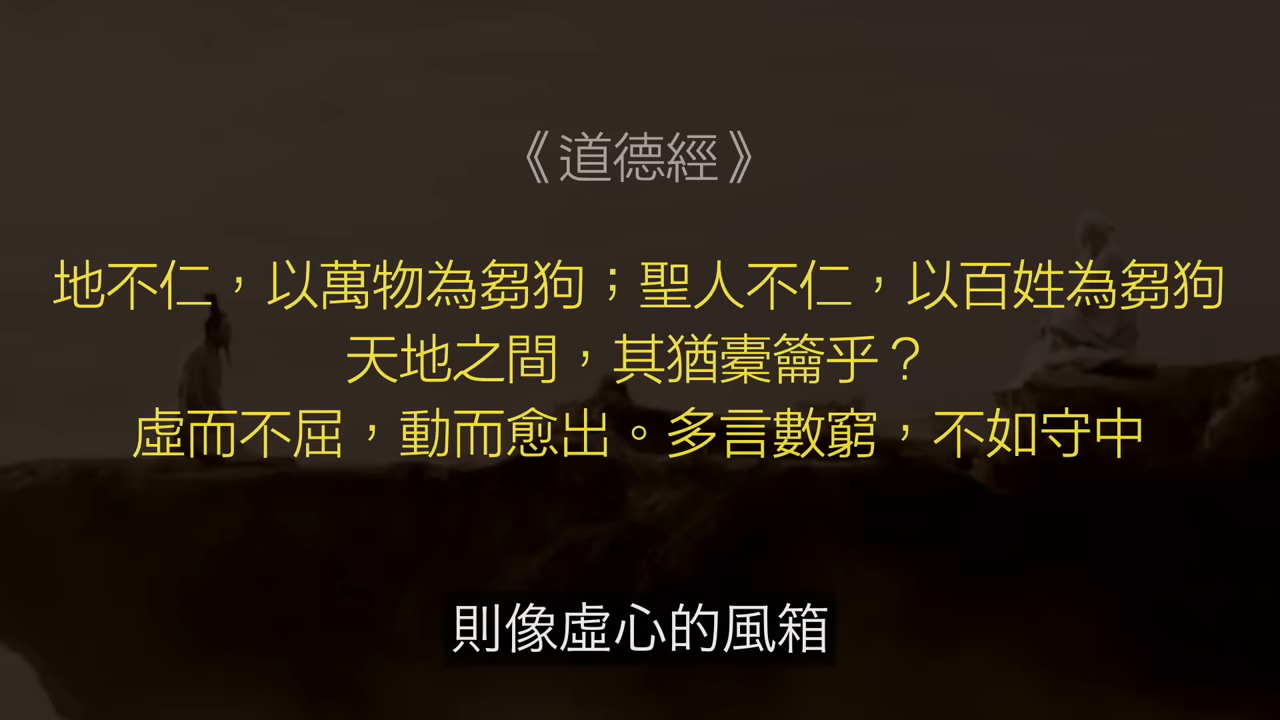 《道德經》
地不仁，以萬物為芻狗；聖人不仁，以百姓為芻狗
天地之間，其猶橐籥乎？
虛而不屈，動而愈出。多言數窮，不如守中
則像虛心的風箱